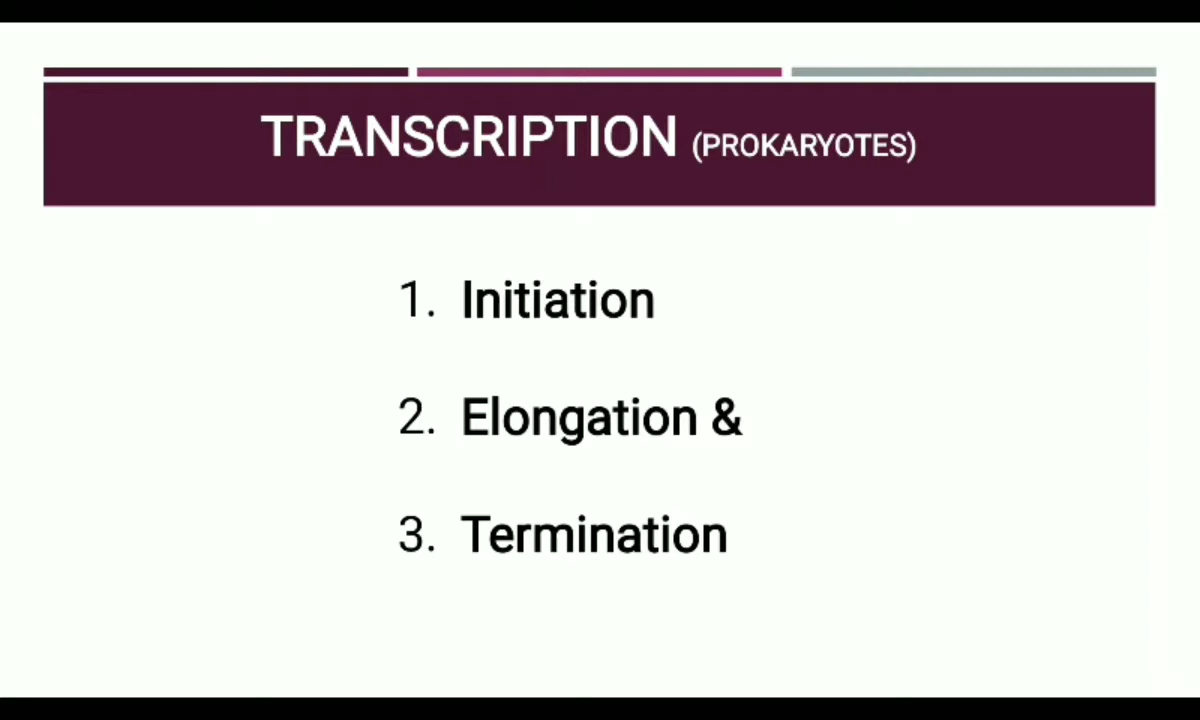 TRANSCRIPTION (PROKARYOTES)
1. Initiation
2. Elongation &
3. Termination